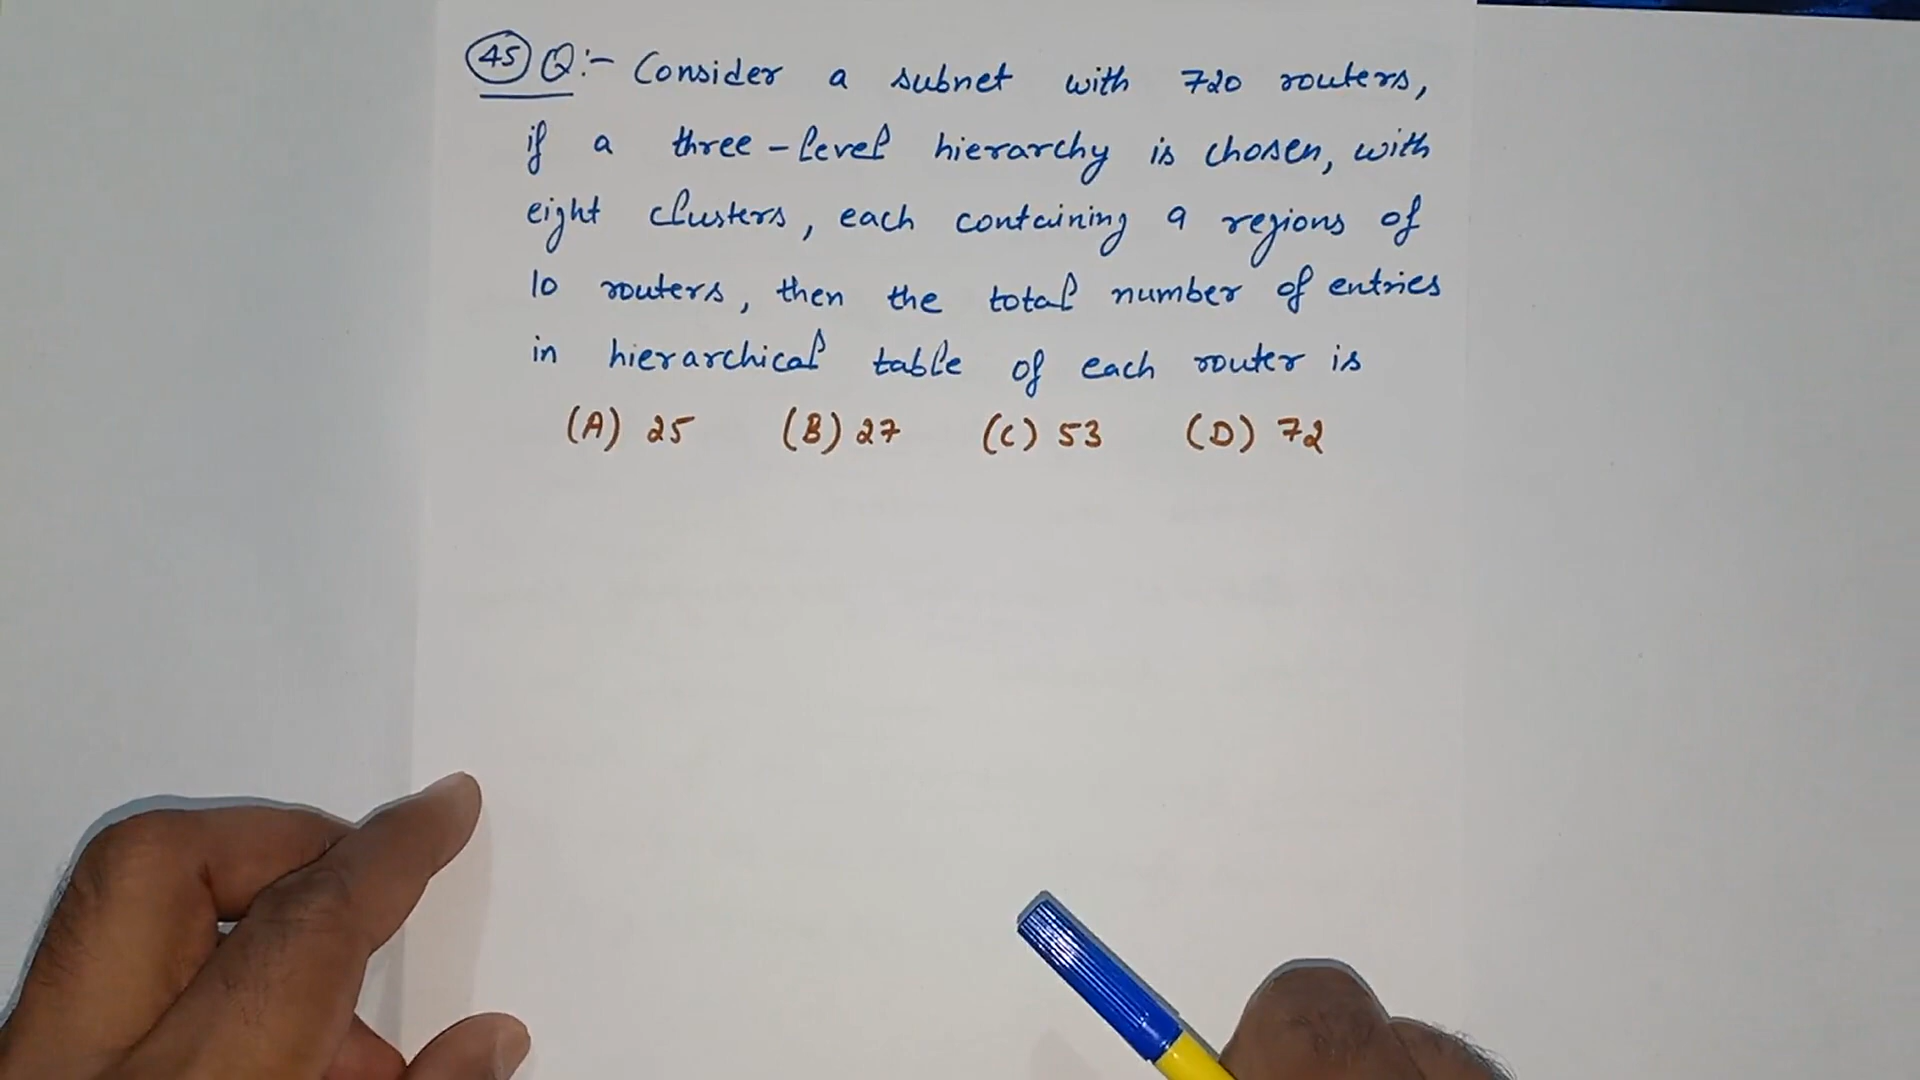 45 Q:- Consider a subnet with 720 routers,
if a three-level hierarchy is chosen, with
eight clusters, each containing 9 regions of
10 routers, then the total number of entries
in hierarchical table of each router is
(A) 25 (B) 27 (C) 53 (D) 72